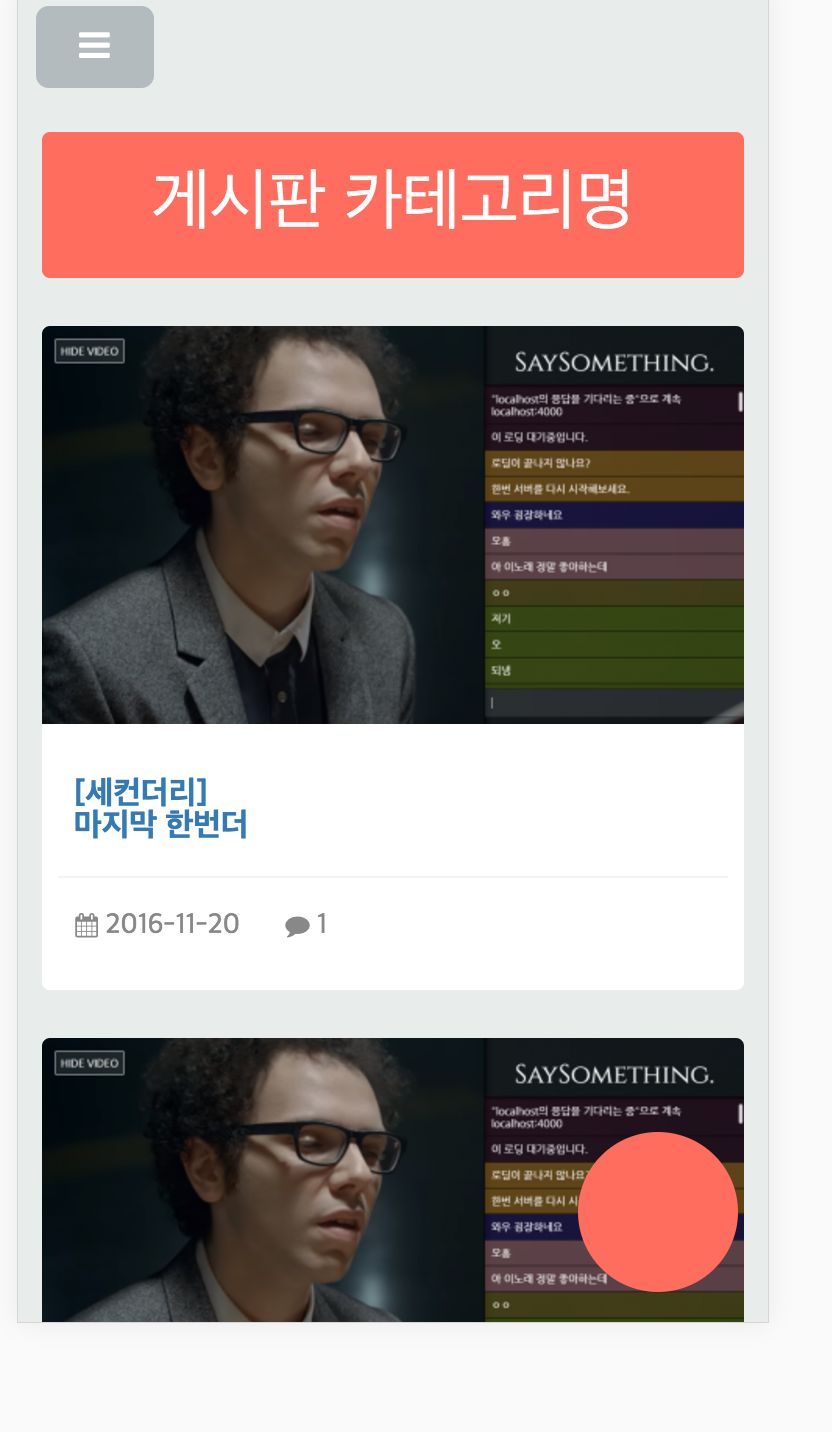 게시판 카테고리명
HIDE VIDEO
SAYSOMETHING.
"localhost의 응답을 기다리는 중"으로 계속
localhost:4000
이 로딩 대기중입니다.
로딩이 끝나지 않나요?
한번 서버를 다시 시작해보세요.
와우 굉장하네요
오홈
아 이노래 정말 좋아하는데
ㅇㅇ
저기
오
되냉
[세컨더리]
마지막 한번더
2016-11-20 1
HIDE VIDEO
SAYSOMETHING.
"localhost의 응답을 기다리는 중"으로 계속
localhost:4000
이 로딩 대기중입니다.
로딩이 끝나지 않나요?
한번 서버를 다시
와우 굉장하네요
오홈
아 이노래 정말 좋아하는데
ㅇㅇ